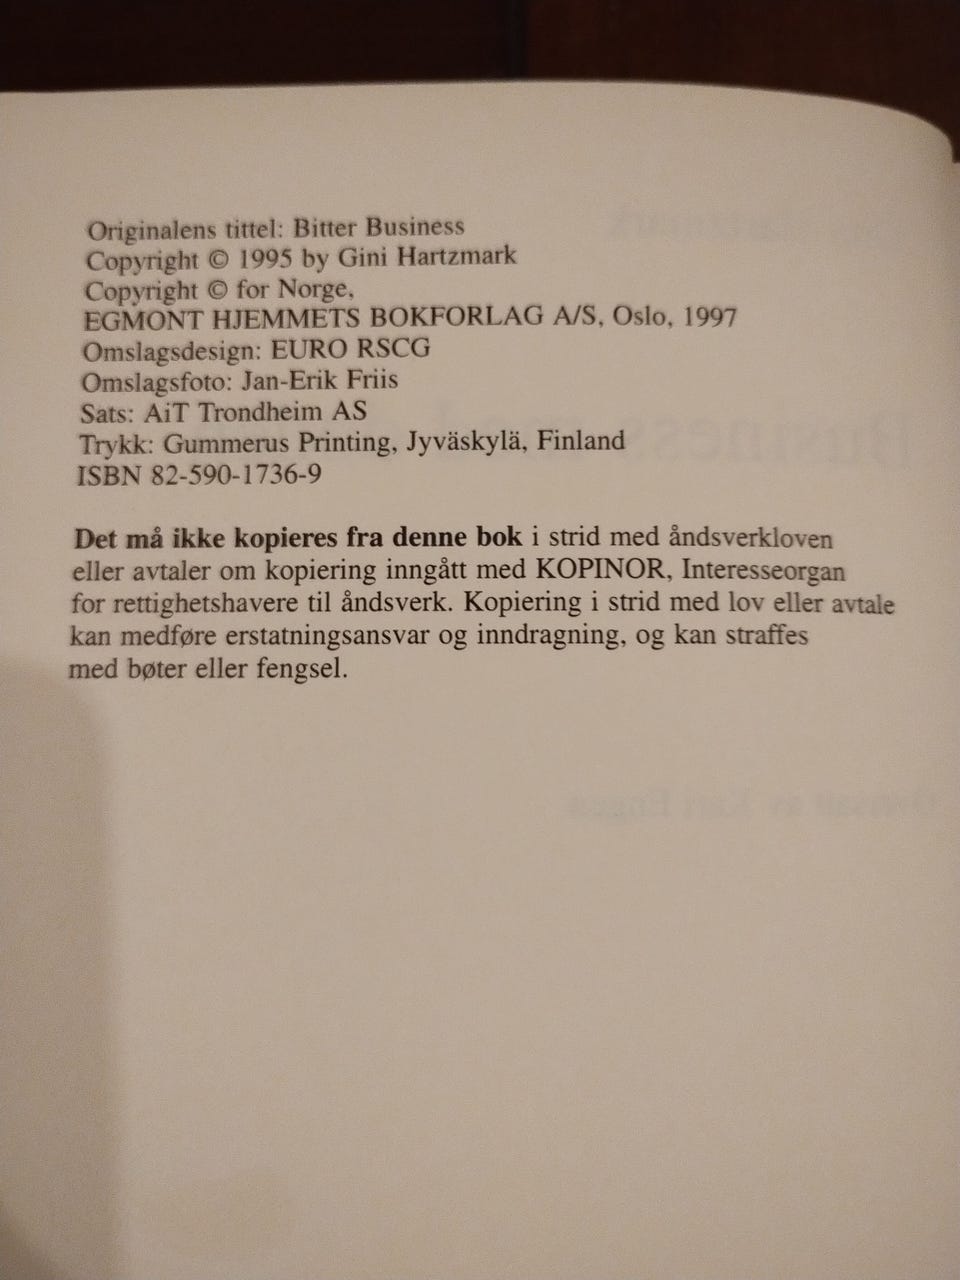 Originalens tittel: Bitter Business
Copyright © 1995 by Gini Hartzmark
Copyright © for Norge,
EGMONT HJEMMETS BOKFORLAG A/S, Oslo, 1997
Omslagsdesign: EURO RSCG
Omslagsfoto: Jan-Erik Friis
Sats: AiT Trondheim AS
Trykk: Gummerus Printing, Jyväskylä, Finland
ISBN 82-590-1736-9
Det må ikke kopieres fra denne bok i strid med åndsverkloven
eller avtaler om kopiering inngått med KOPINOR, Interesseorgan
for rettighetshavere til åndsverk. Kopiering i strid med lov eller avtale
kan medføre erstatningsansvar og inndragning, og kan straffes
med bøter eller fengsel.